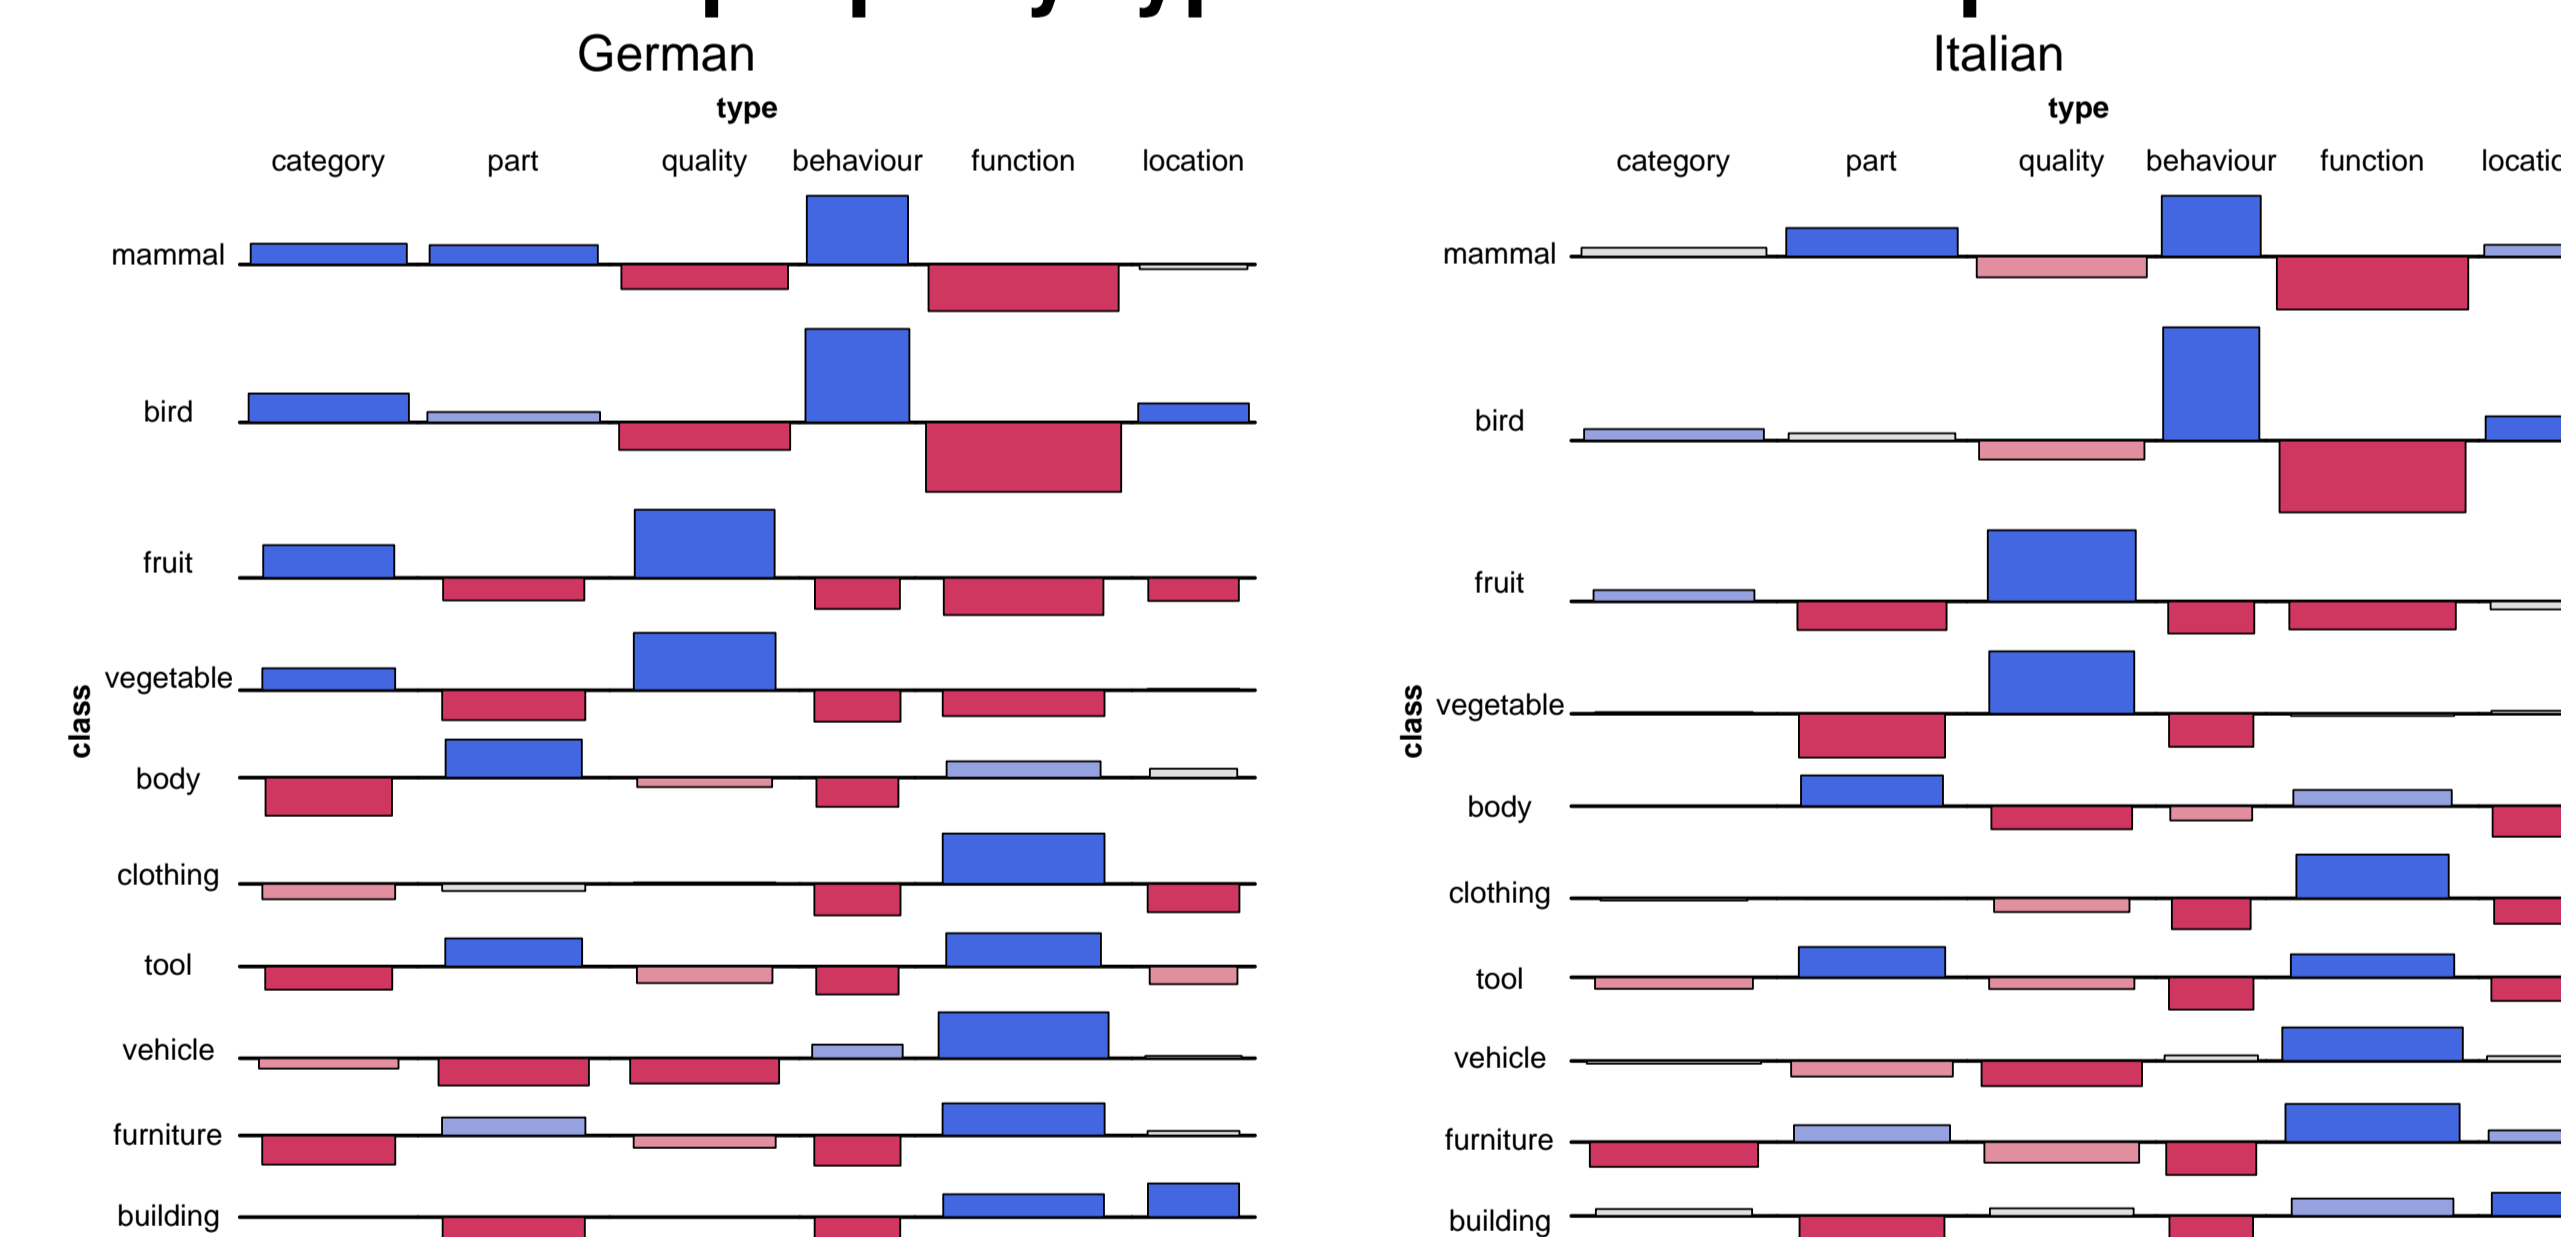 German
type
category part quality behaviour function location
mammal
bird
fruit
vegetable
class
body
clothing
tool
vehicle
furniture
building
Italian
type
category part quality behaviour function
mammal
bird
fruit
vegetable
class
body
clothing
tool
vehicle
furniture
building